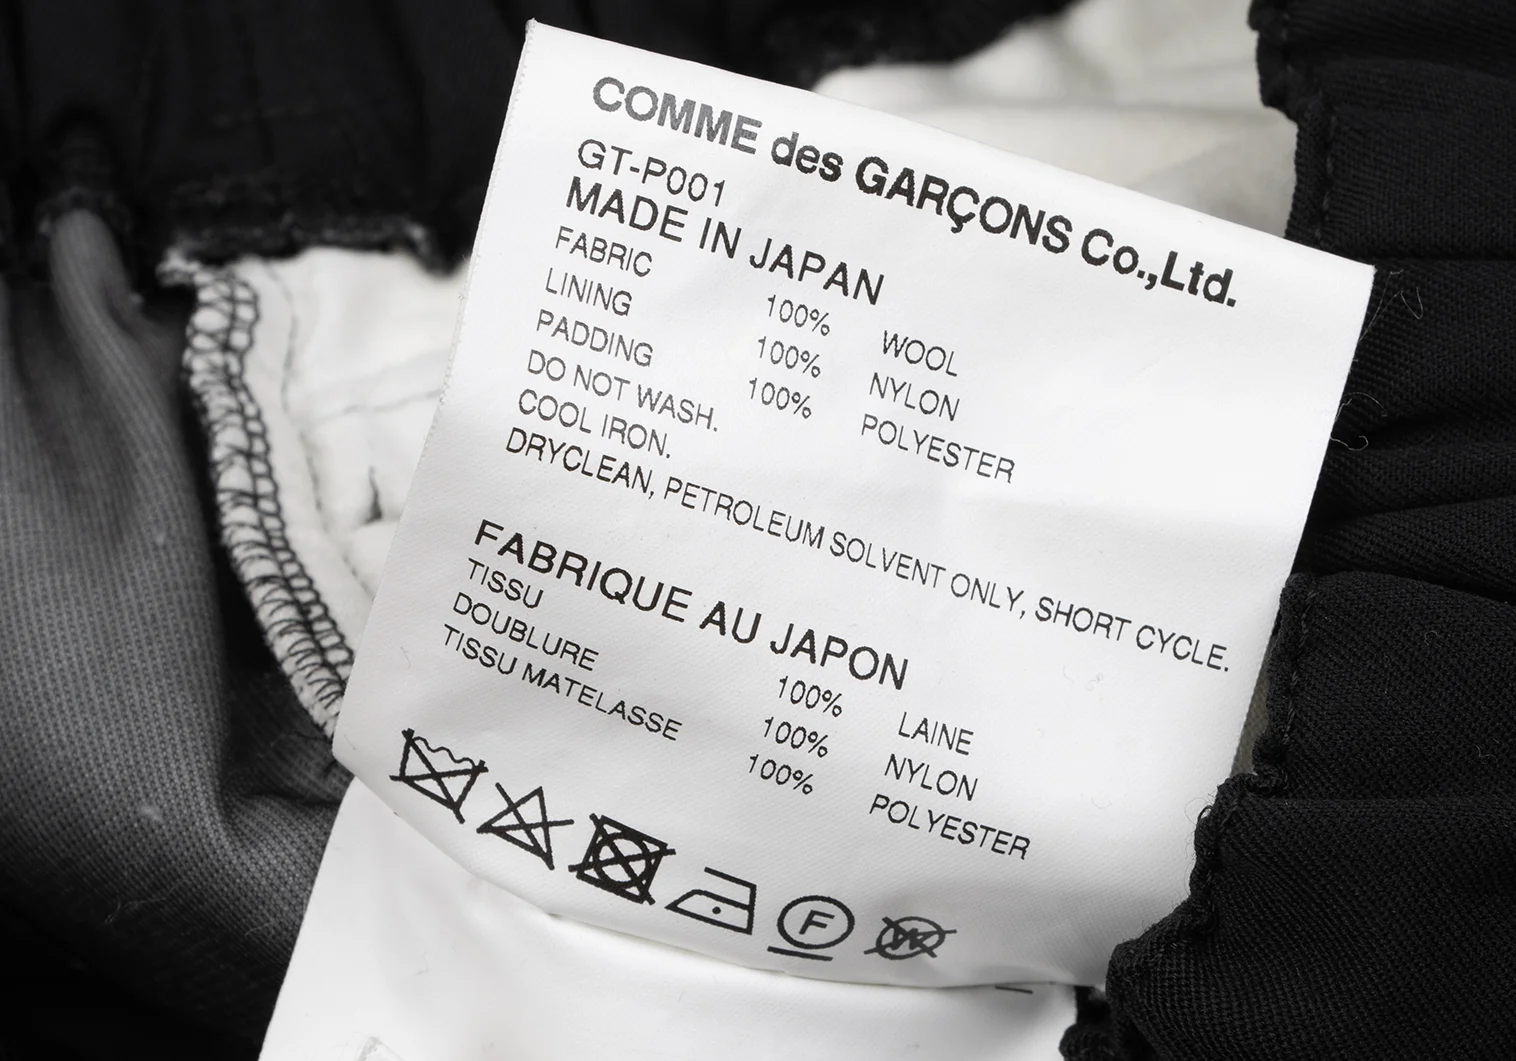 COMME des GARÇONS Co.,Ltd.
GT-P001
MADE IN JAPAN
FABRIC 100% WOOL
LINING 100% NYLON
PADDING 100% POLYESTER
DO NOT WASH.
COOL IRON.
DRYCLEAN, PETROLEUM SOLVENT ONLY, SHORT CYCLE.
FABRIQUE AU JAPON
TISSU 100% LAINE
DOUBLURE 100% NYLON
TISSU MATELASSE 100% POLYESTER
F
W